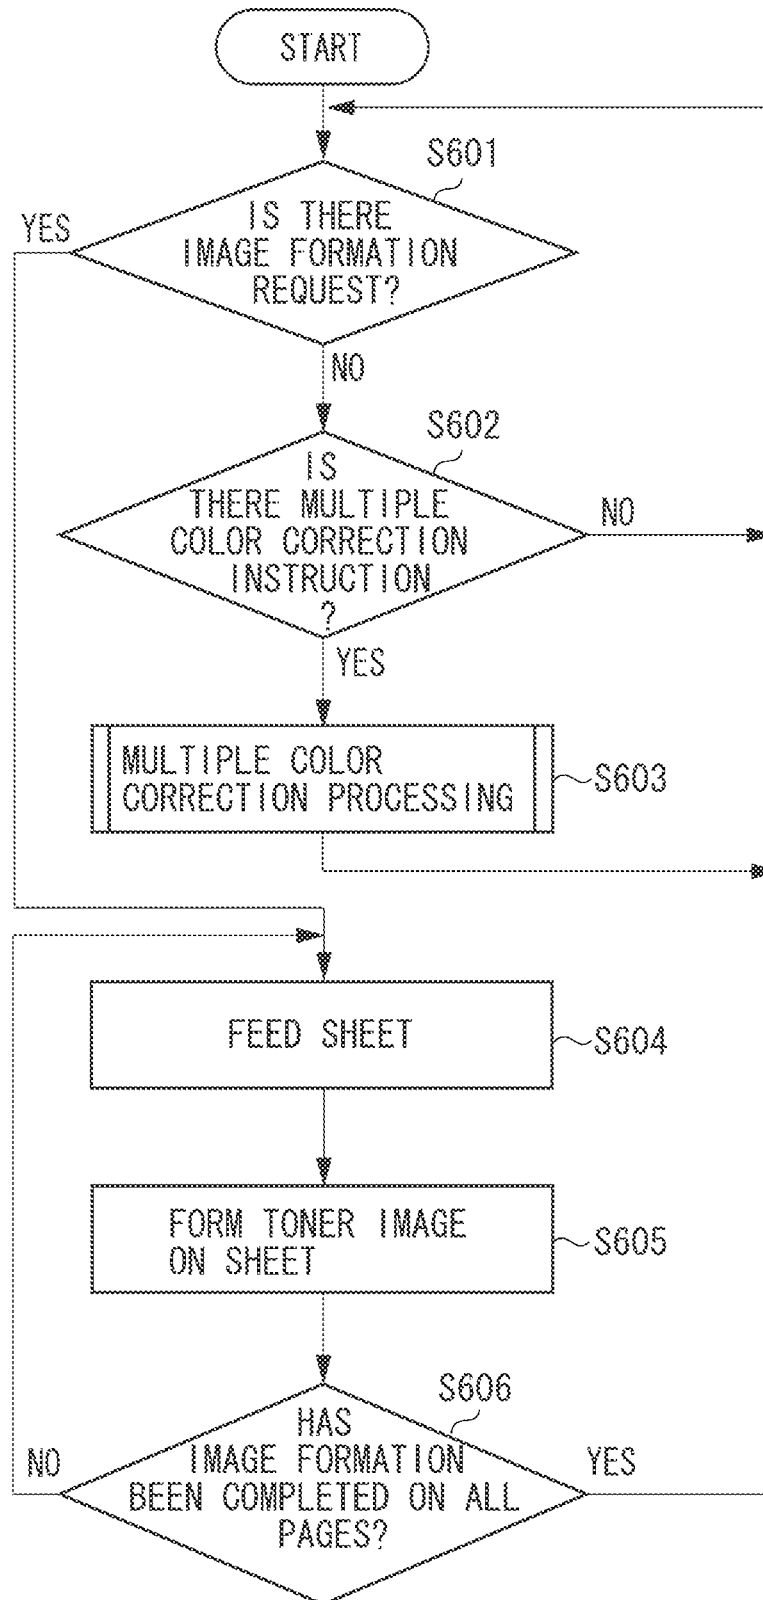 START
S601
YES
IS THERE
IMAGE FORMATION
REQUEST?
NO
S602
IS
THERE MULTIPLE
COLOR CORRECTION
INSTRUCTION
?
NO
YES
MULTIPLE COLOR
CORRECTION PROCESSING
S603
FEED SHEET
S604
FORM TONER IMAGE
ON SHEET
S605
S606
HAS
IMAGE FORMATION
BEEN COMPLETED ON ALL
PAGES?
NO
YES